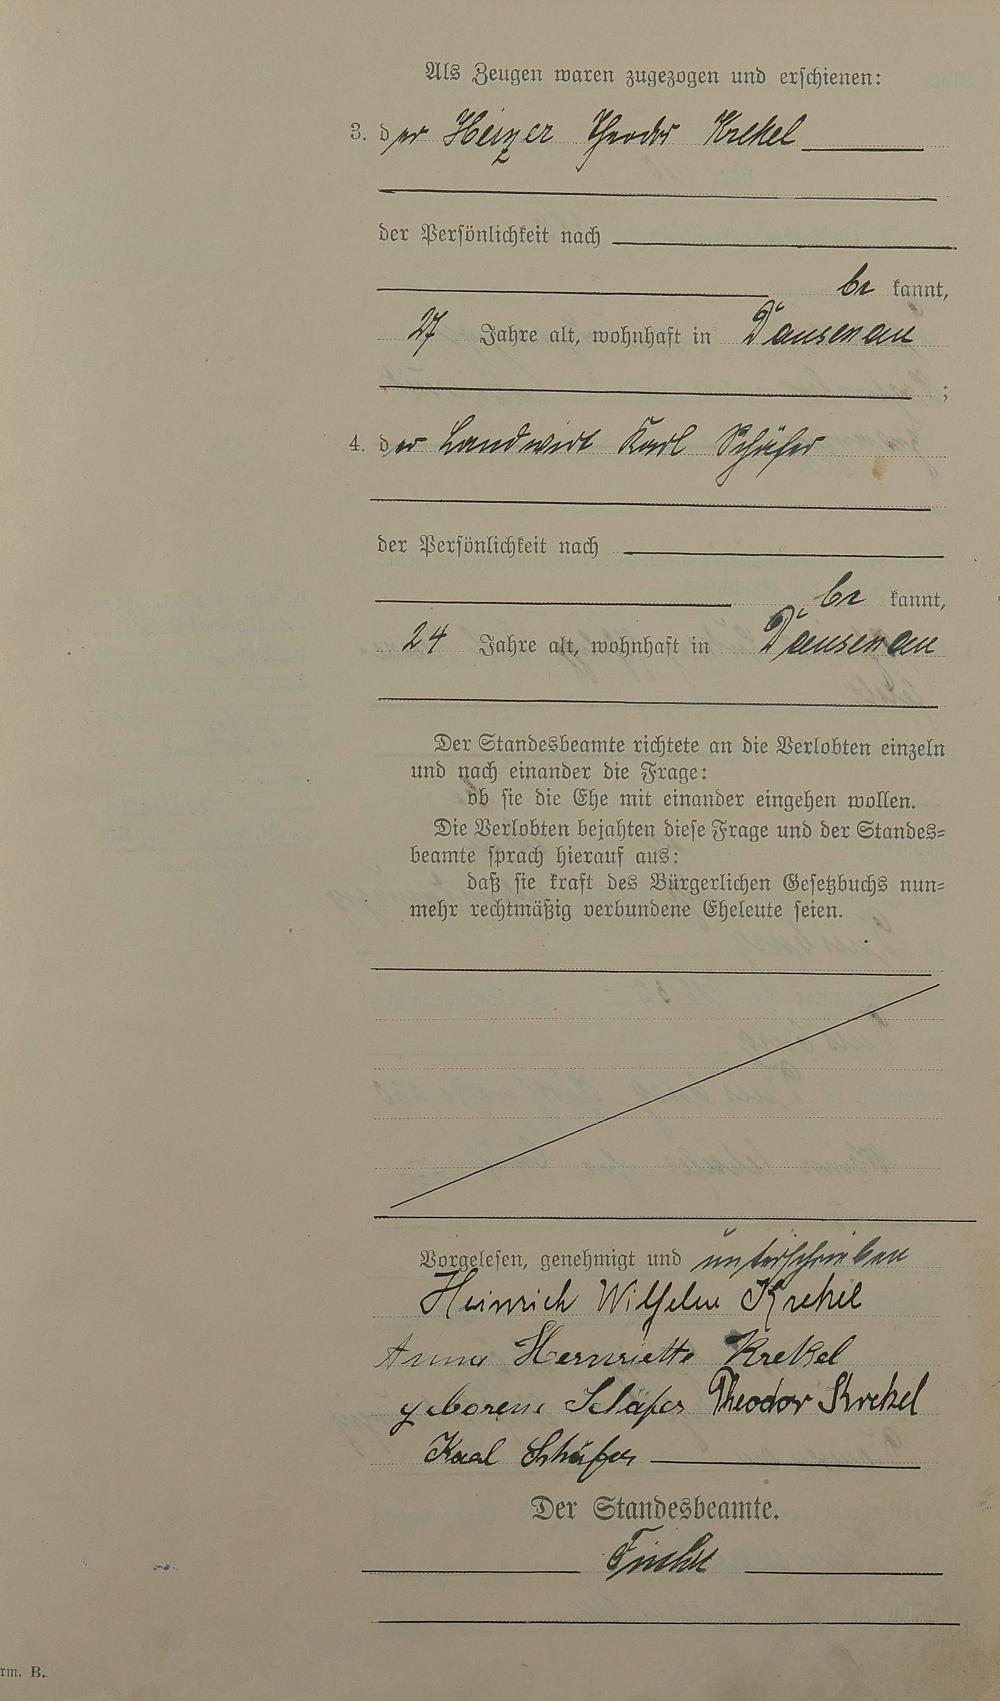 Als Zeugen waren zugezogen und erschienen:
3. der Heizer Theodor Krekel
der Persönlichkeit nach
be kannt,
27 Jahre alt, wohnhaft in Dausenau
;
4. der Landwirt Karl Schäfer
der Persönlichkeit nach
be kannt,
24 Jahre alt, wohnhaft in Dausenau
Der Standesbeamte richtete an die Verlobten einzeln
und nach einander die Frage:
ob sie die Ehe mit einander eingehen wollen.
Die Verlobten bejahten diese Frage und der Standes=
beamte sprach hierauf aus:
daß sie kraft des Bürgerlichen Gesetzbuchs nun=
mehr rechtmäßig verbundene Eheleute seien.
Vorgelesen, genehmigt und unterschrieben
Heinrich Wilhelm Krekel
Anna Henriette Krekel
geborene Schäfer Theodor Krekel
Karl Schäfer
Der Standesbeamte.
rm. B.